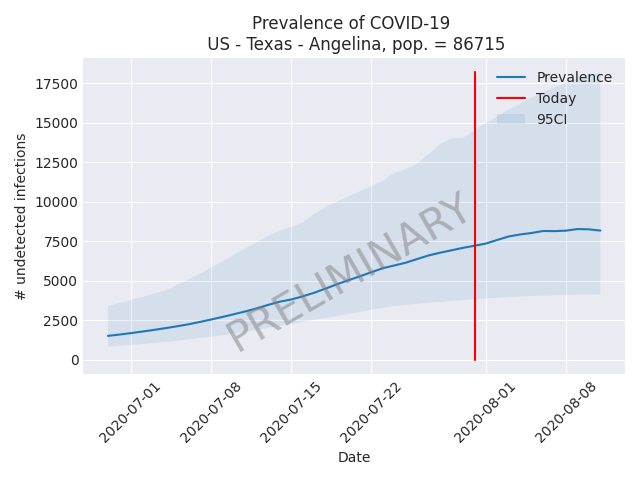 Prevalence of COVID-19
US - Texas - Angelina, pop. = 86715
Prevalence
Today
95CI
# undetected infections
17500
15000
12500
10000
7500
5000
2500
0
PRELIMINARY
2020-07-01
2020-07-08
2020-07-15
2020-07-22
2020-08-01
2020-08-08
Date